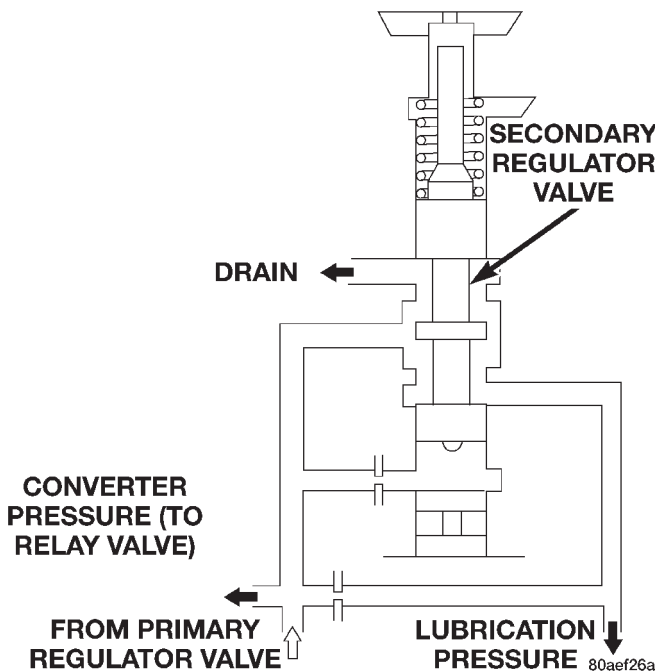 SECONDARY
REGULATOR
VALVE
DRAIN
CONVERTER
PRESSURE (TO
RELAY VALVE)
FROM PRIMARY
REGULATOR VALVE
LUBRICATION
PRESSURE
80aef26a